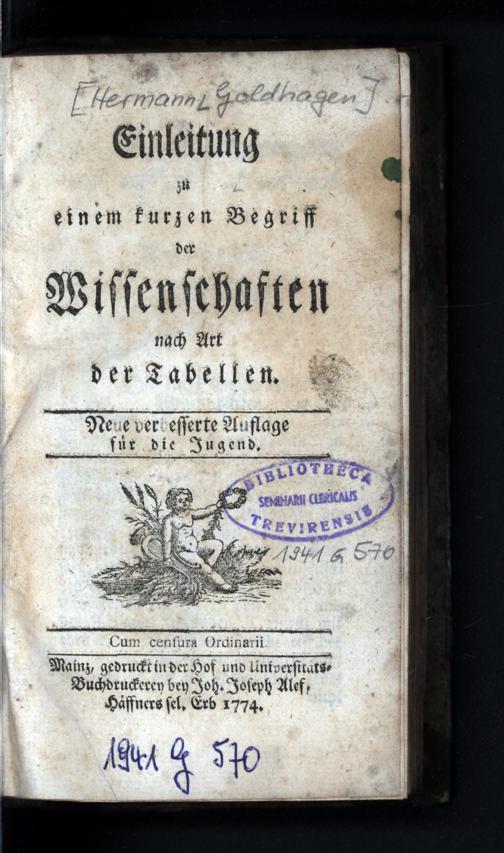 [Hermann Goldhagen]
Einleitung
zu
einem kurzen Begriff
der
Wissenschaften
nach Art
der Tabellen.
Neue verbesserte Auflage
für die Jugend.
BIBLIOTHECA
SEMINARII CLERICALIS
TREVIRENSIS
1941 G 570
Cum censura Ordinarii.
Mainz, gedruckt in der Hof und Universitäts-
Buchdruckerey bey Joh. Joseph Alef,
Häffners sel. Erb 1774.
1941 G 570